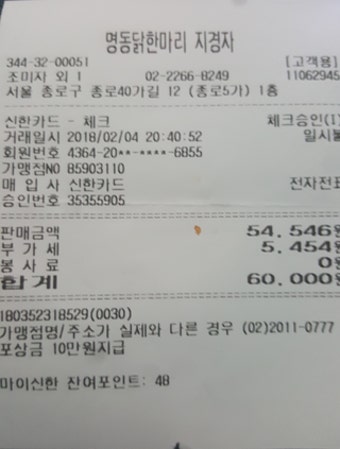 명동닭한마리 지경자
344-32-00051 [고객용]
조미사 외 1 02-2266-8249 11062945
서울 종로구 종로40가길 12 (종로5가) 1층
신한카드 - 체크 체크승인(1)
거래일시 2018/02/04 20:40:52 일시불
회원번호 4364-20**-****-6855
가맹점NO 85903110
매 입 사 신한카드 전자전표
승인번호 35355905
판매금액 54,546원
부 가 세 5,454원
봉 사 료 0원
합 계 60,000원
180352318529(0030)
가맹점명/주소가 실제와 다른 경우 (02)2011-0777
포상금 10만원지급
마이신한 잔여포인트: 48